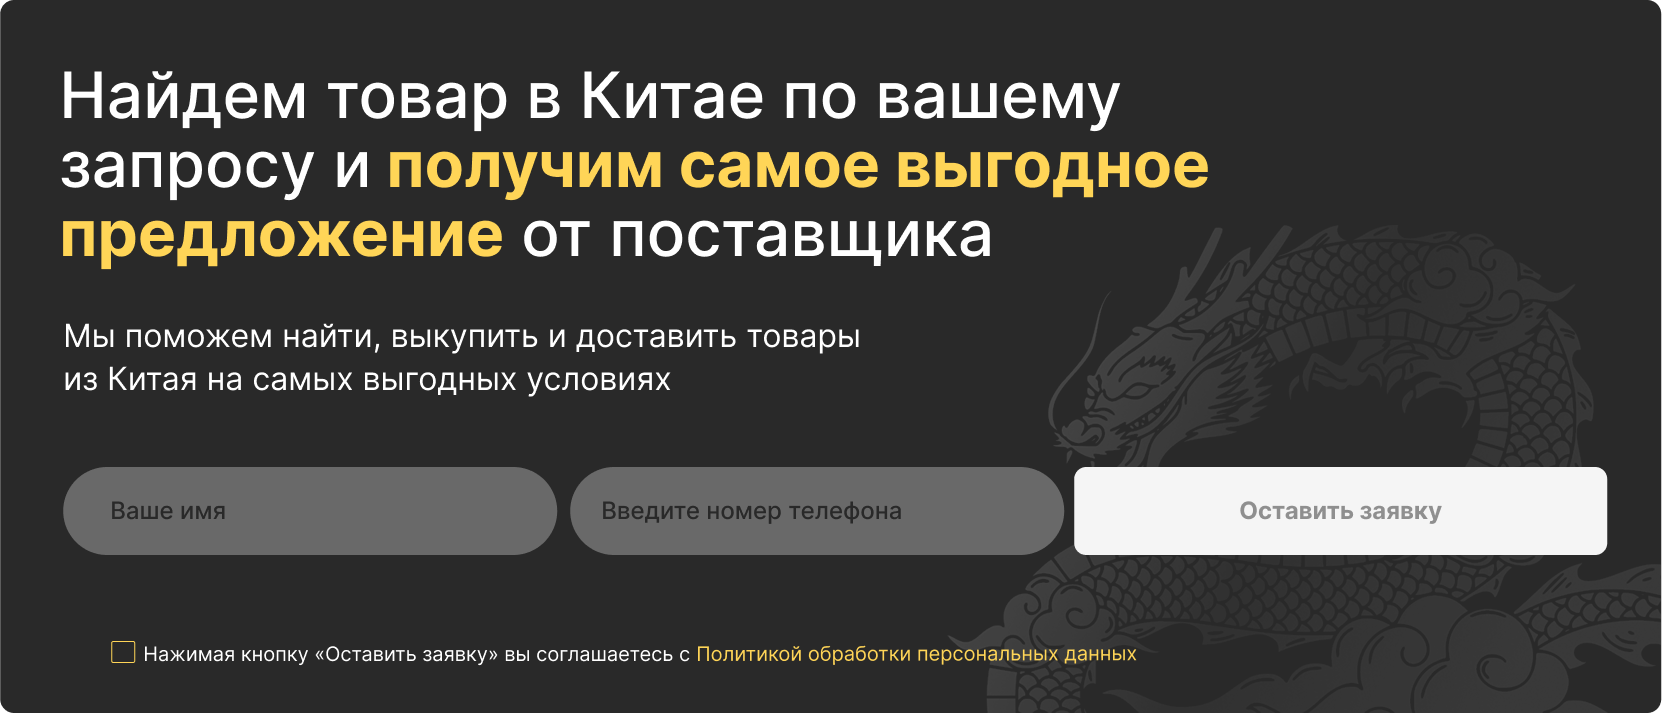 Найдем товар в Китае по вашему
запросу и получим самое выгодное
предложение от поставщика
Мы поможем найти, выкупить и доставить товары
из Китая на самых выгодных условиях
Ваше имя
Введите номер телефона
Оставить заявку
Нажимая кнопку «Оставить заявку» вы соглашаетесь с Политикой обработки персональных данных